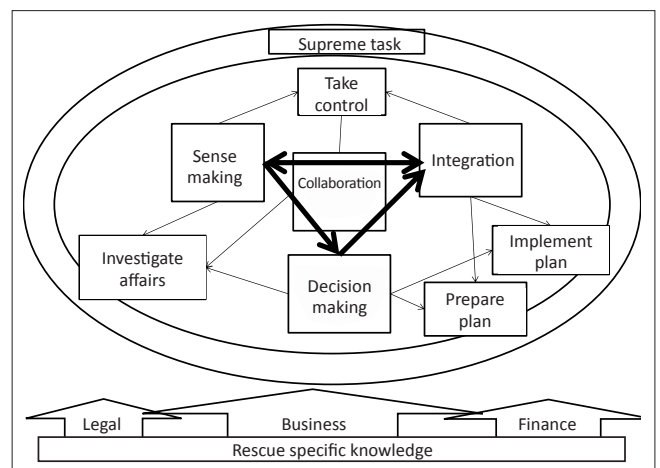 Supreme task
Take
control
Sense
making
Collaboration
Integration
Investigate
affairs
Decision
making
Implement
plan
Prepare
plan
Legal
Business
Finance
Rescue specific knowledge